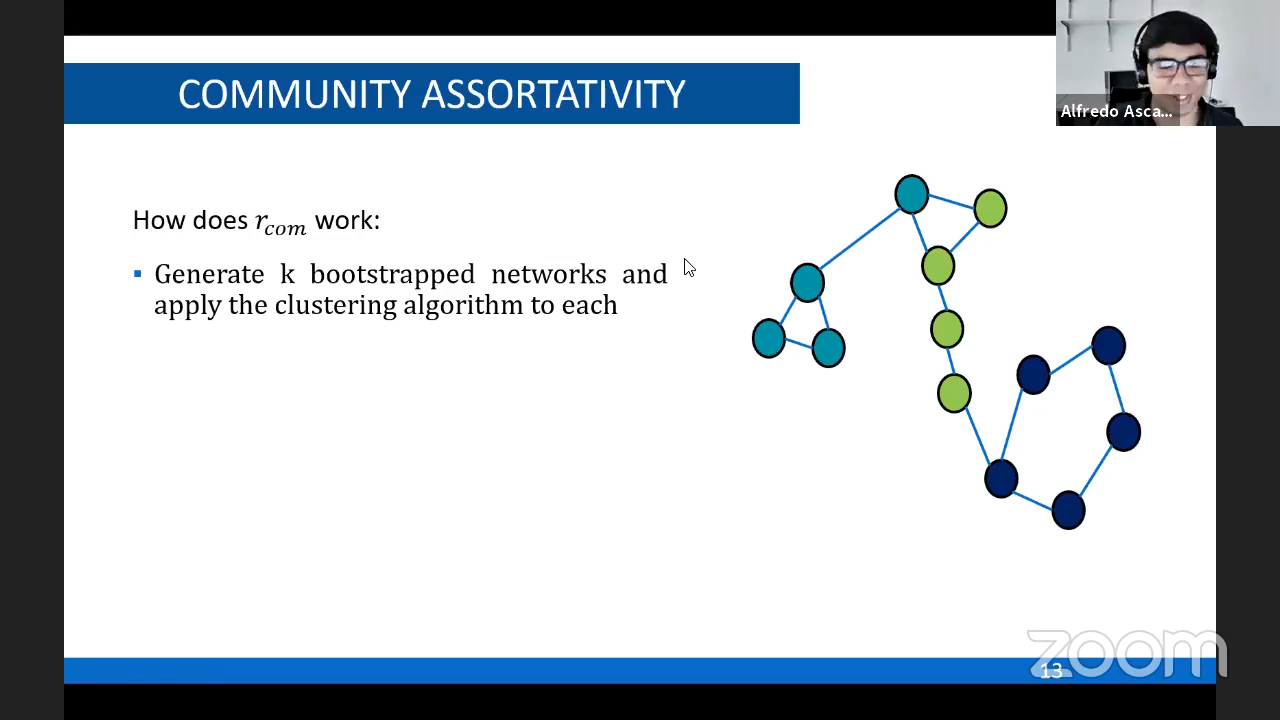 COMMUNITY ASSORTATIVITY
Alfredo Asca...
How does r_com work:
▪ Generate k bootstrapped networks and
apply the clustering algorithm to each
zoom
13